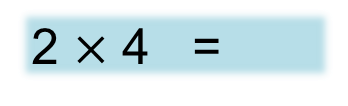 2 × 4 =